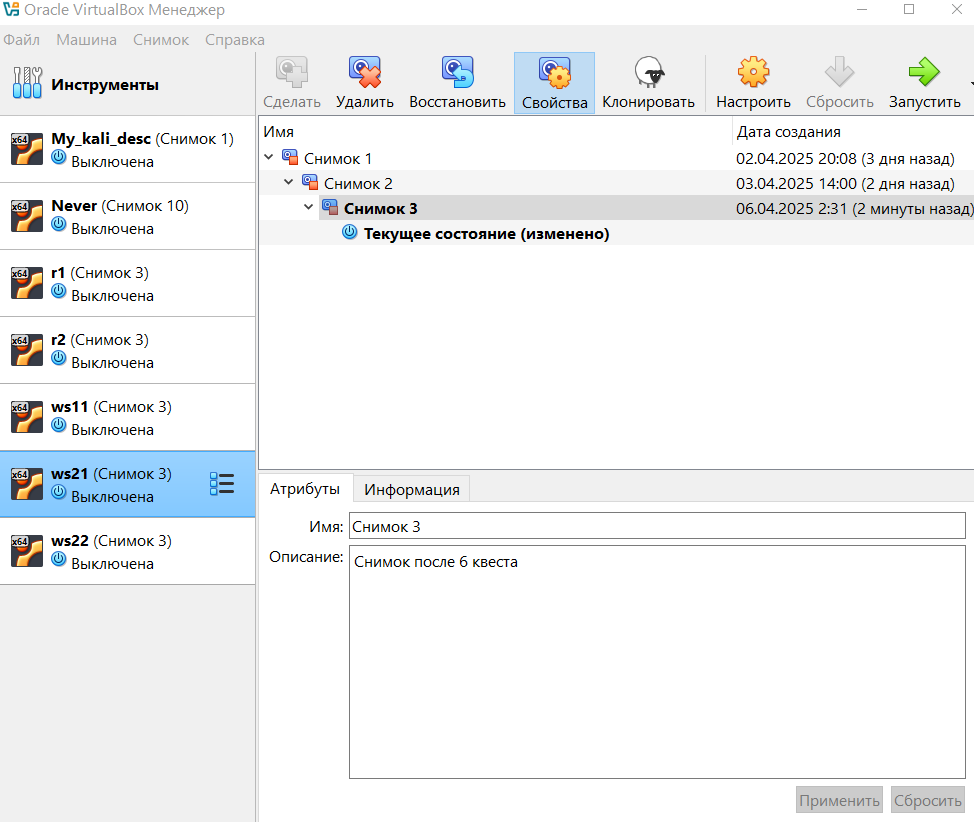 Oracle VirtualBox Менеджер
Файл Машина Снимок Справка
Инструменты
Сделать Удалить Восстановить Свойства Клонировать Настроить Сбросить Запустить
x64 My_kali_desc (Снимок 1)
Выключена
x64 Never (Снимок 10)
Выключена
x64 r1 (Снимок 3)
Выключена
x64 r2 (Снимок 3)
Выключена
x64 ws11 (Снимок 3)
Выключена
x64 ws21 (Снимок 3)
Выключена
x64 ws22 (Снимок 3)
Выключена
Имя Дата создания
Снимок 1 02.04.2025 20:08 (3 дня назад)
Снимок 2 03.04.2025 14:00 (2 дня назад)
Снимок 3 06.04.2025 2:31 (2 минуты назад)
Текущее состояние (изменено)
Атрибуты Информация
Имя: Снимок 3
Описание: Снимок после 6 квеста
Применить Сбросить